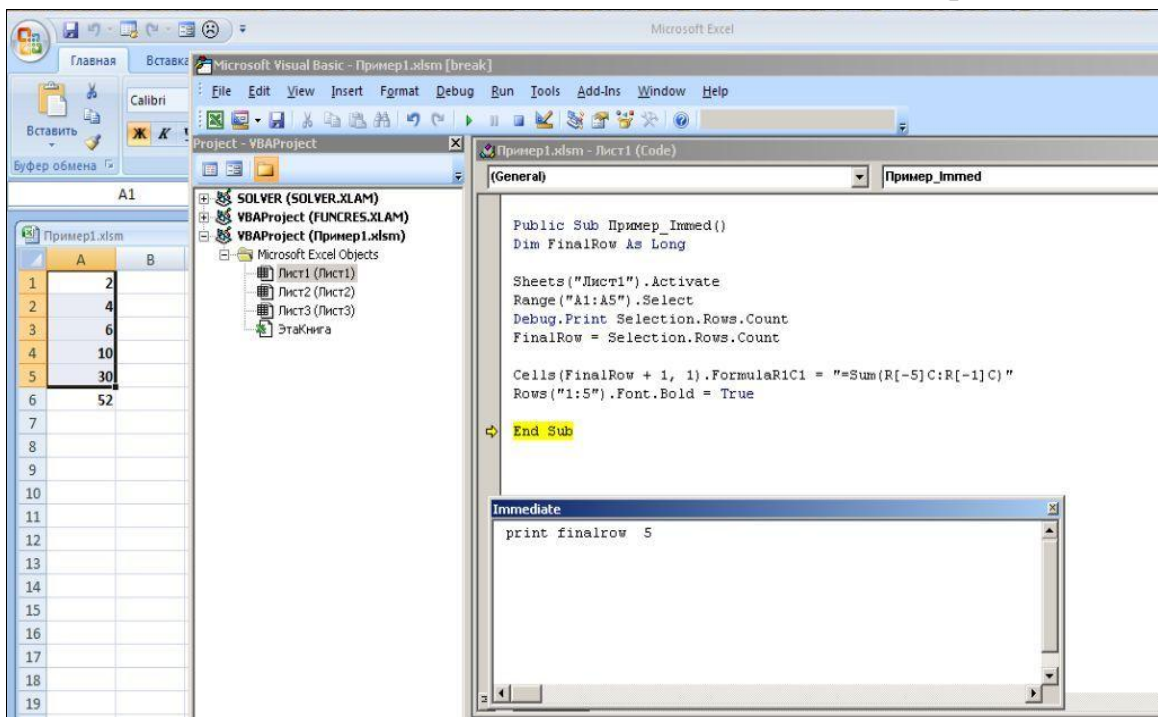 Microsoft Excel
Главная Вставка
Вставить
Calibri
Ж К
Буфер обмена
A1
Пример1.xlsm
A B
1 2
2 4
3 6
4 10
5 30
6 52
7
8
9
10
11
12
13
14
15
16
17
18
19
Microsoft Visual Basic - Пример1.xlsm [break]
File Edit View Insert Format Debug Run Tools Add-Ins Window Help
Project - VBAProject
SOLVER (SOLVER.XLAM)
VBAProject (FUNCRES.XLAM)
VBAProject (Пример1.xlsm)
Microsoft Excel Objects
Лист1 (Лист1)
Лист2 (Лист2)
Лист3 (Лист3)
ЭтаКнига
Пример1.xlsm - Лист1 (Code)
(General) Пример_Immed
Public Sub Пример_Immed()
Dim FinalRow As Long
Sheets("Лист1").Activate
Range("A1:A5").Select
Debug.Print Selection.Rows.Count
FinalRow = Selection.Rows.Count
Cells(FinalRow + 1, 1).FormulaR1C1 = "=Sum(R[-5]C:R[-1]C)"
Rows("1:5").Font.Bold = True
End Sub
Immediate
print finalrow 5